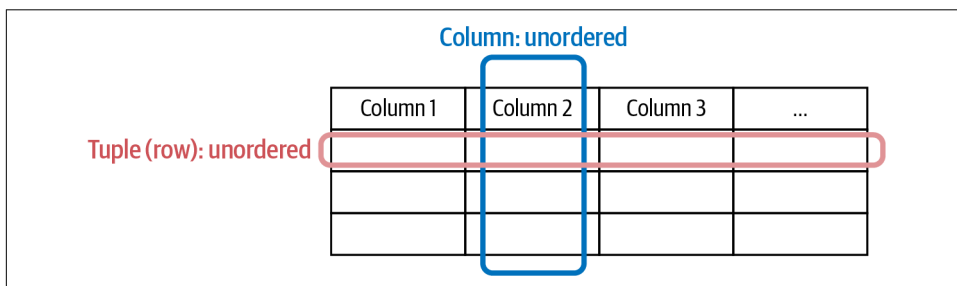 Column: unordered
Column 1 Column 2 Column 3 ...
Tuple (row): unordered